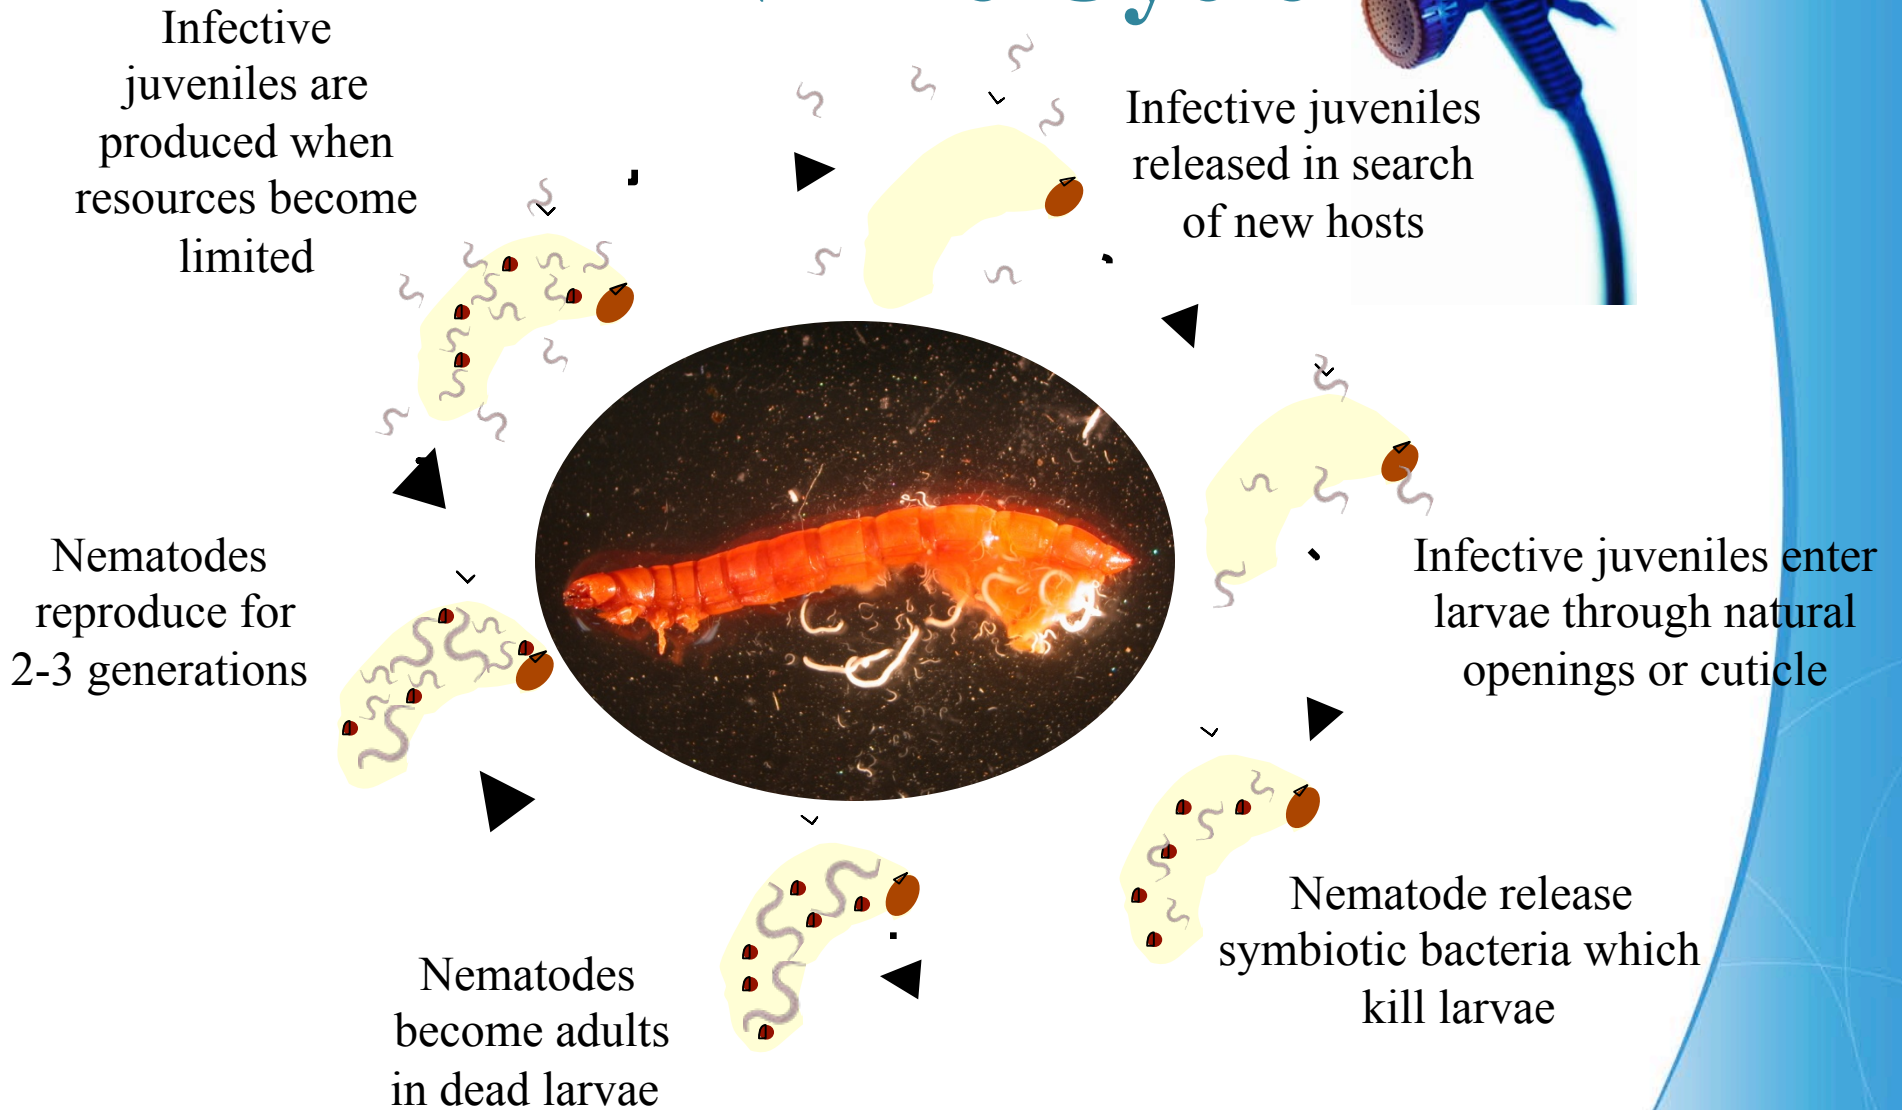 Infective
juveniles are
produced when
resources become
limited
Infective juveniles
released in search
of new hosts
Infective juveniles enter
larvae through natural
openings or cuticle
Nematode release
symbiotic bacteria which
kill larvae
Nematodes
become adults
in dead larvae
Nematodes
reproduce for
2-3 generations